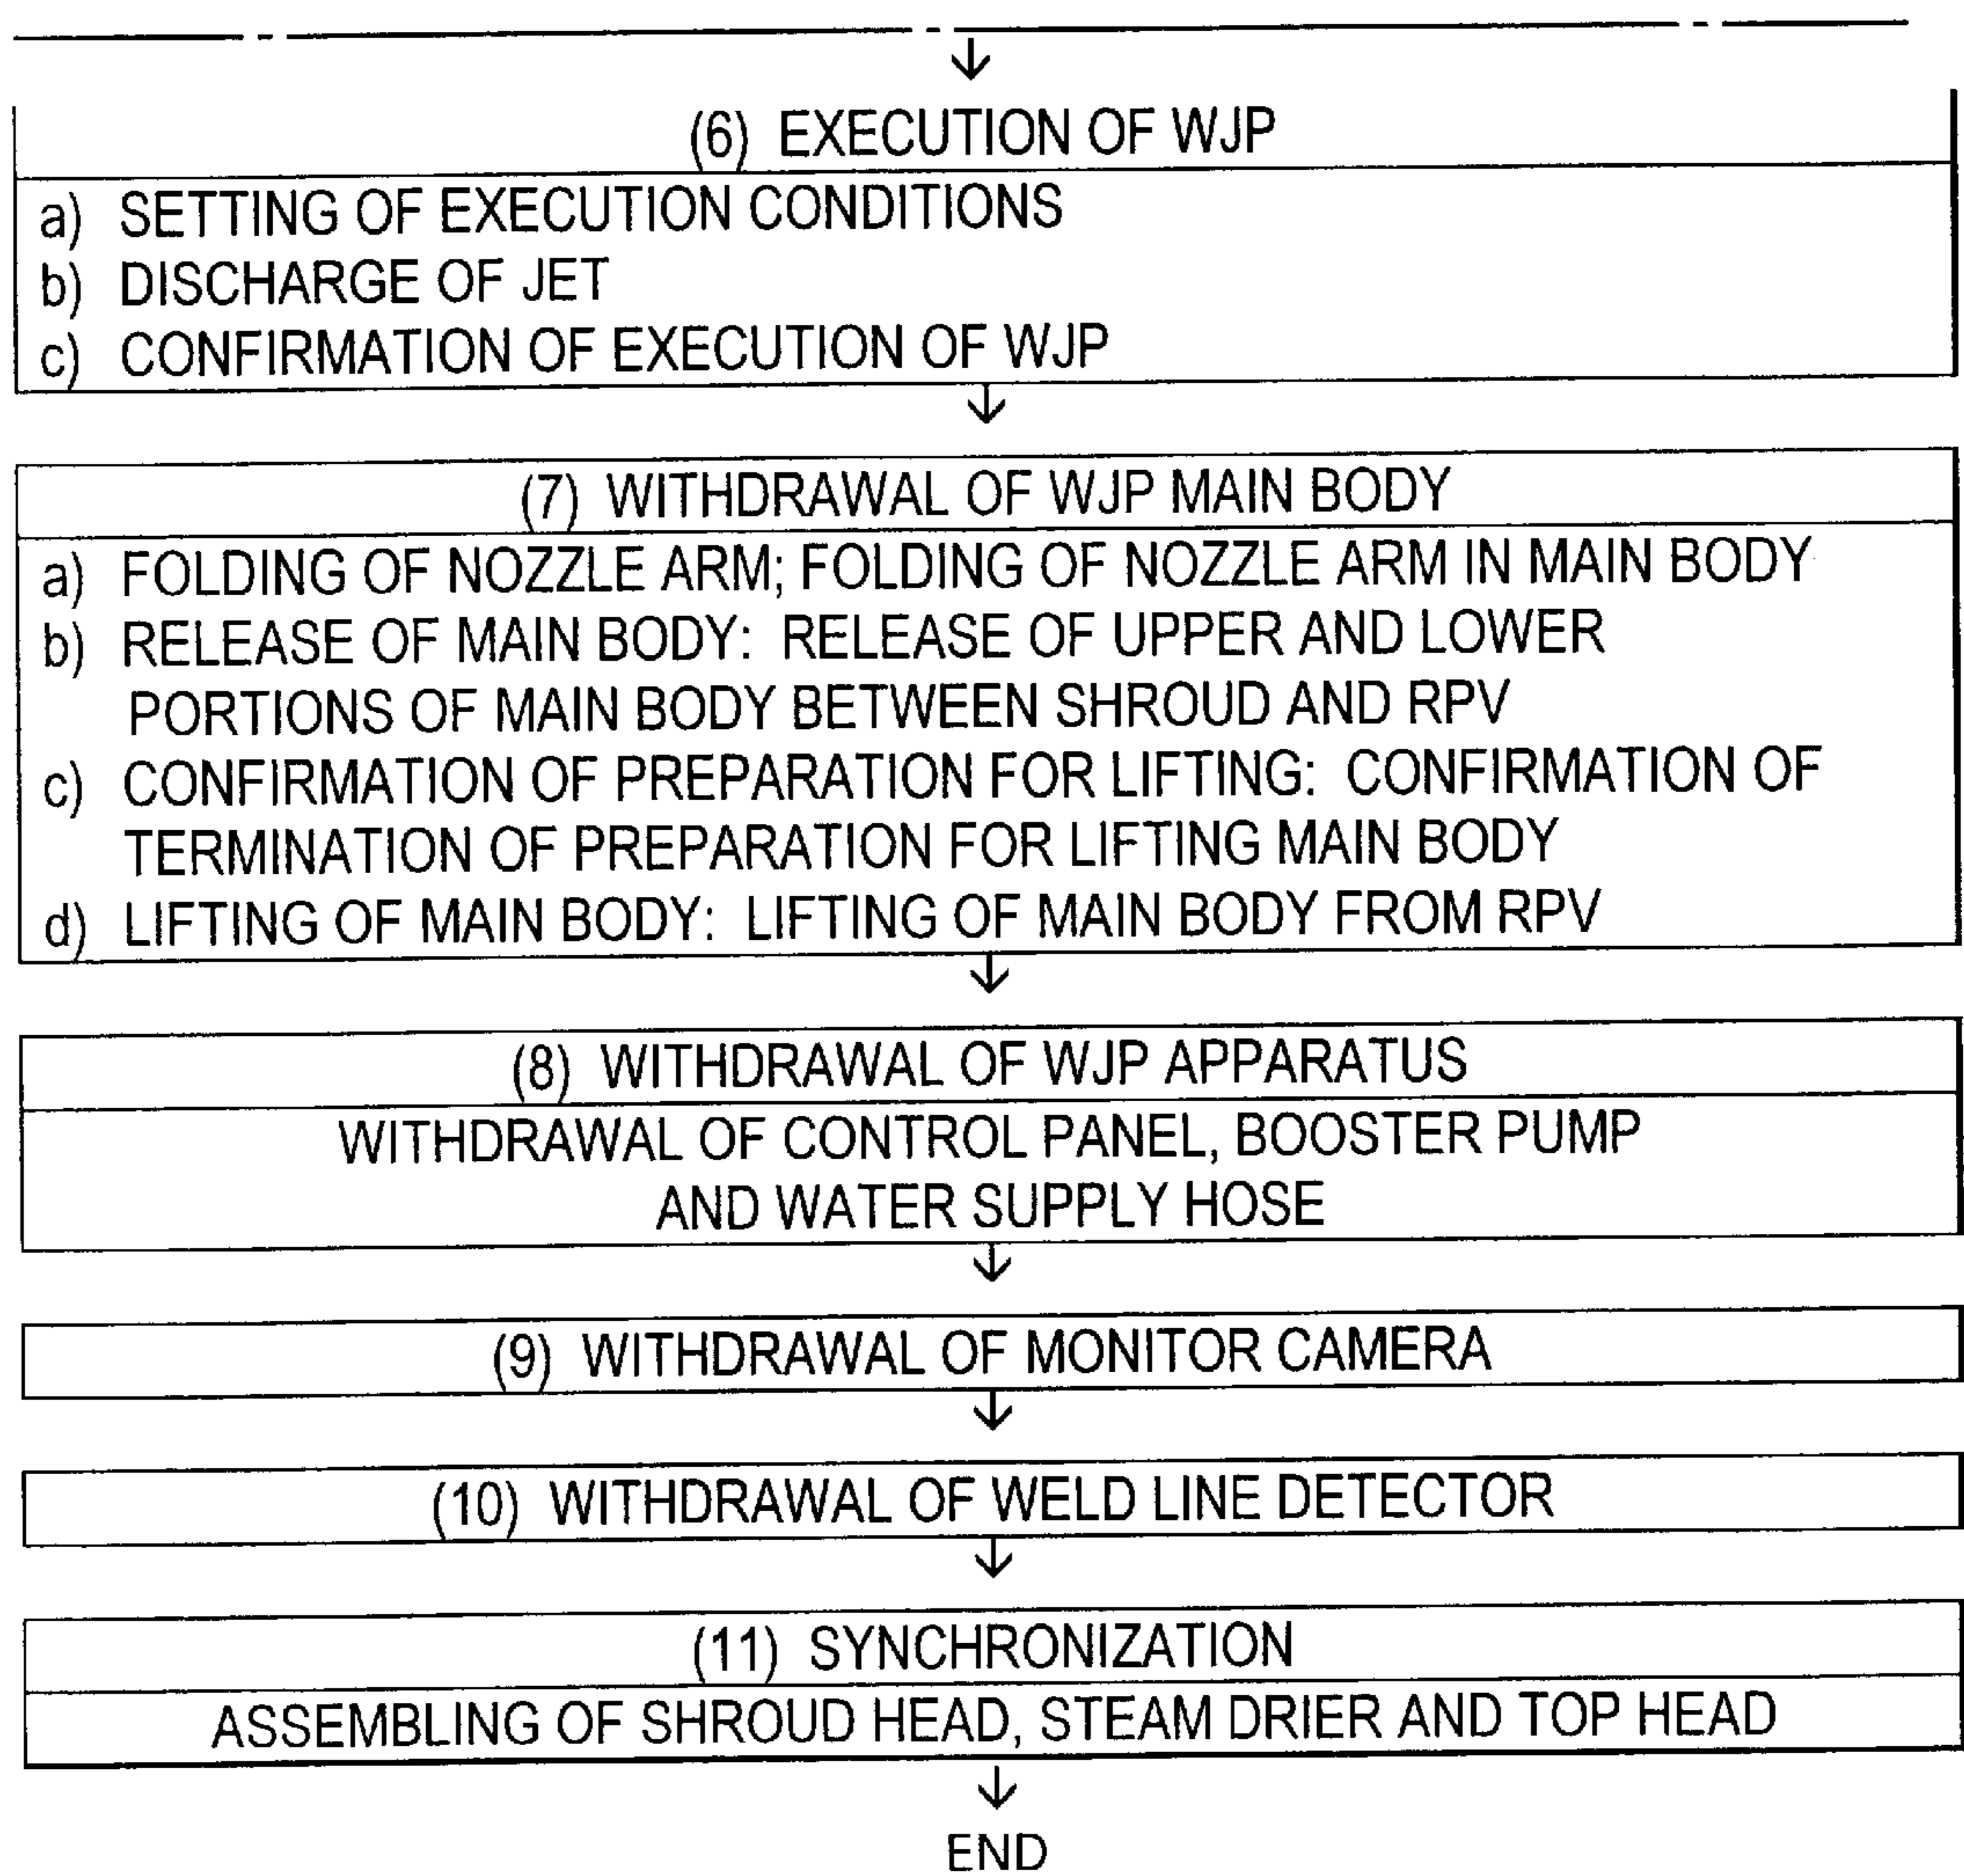 (6) EXECUTION OF WJP
a) SETTING OF EXECUTION CONDITIONS
b) DISCHARGE OF JET
c) CONFIRMATION OF EXECUTION OF WJP
(7) WITHDRAWAL OF WJP MAIN BODY
a) FOLDING OF NOZZLE ARM; FOLDING OF NOZZLE ARM IN MAIN BODY
b) RELEASE OF MAIN BODY: RELEASE OF UPPER AND LOWER
PORTIONS OF MAIN BODY BETWEEN SHROUD AND RPV
c) CONFIRMATION OF PREPARATION FOR LIFTING: CONFIRMATION OF
TERMINATION OF PREPARATION FOR LIFTING MAIN BODY
d) LIFTING OF MAIN BODY: LIFTING OF MAIN BODY FROM RPV
(8) WITHDRAWAL OF WJP APPARATUS
WITHDRAWAL OF CONTROL PANEL, BOOSTER PUMP
AND WATER SUPPLY HOSE
(9) WITHDRAWAL OF MONITOR CAMERA
(10) WITHDRAWAL OF WELD LINE DETECTOR
(11) SYNCHRONIZATION
ASSEMBLING OF SHROUD HEAD, STEAM DRIER AND TOP HEAD
END